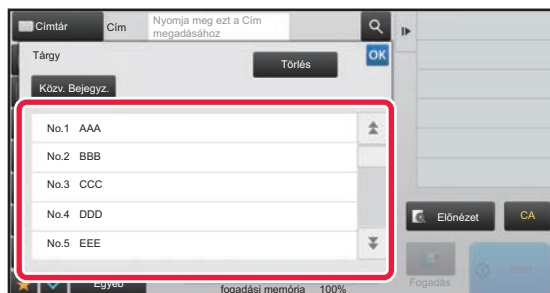 Címtár
Cím
Nyomja meg ezt a Cím
megadásához
Tárgy
Törlés
OK
Közv. Bejegyz.
No.1 AAA
No.2 BBB
No.3 CCC
No.4 DDD
No.5 EEE
Előnézet
CA
Egyéb
fogadási memória 100%
Fogadás
Start